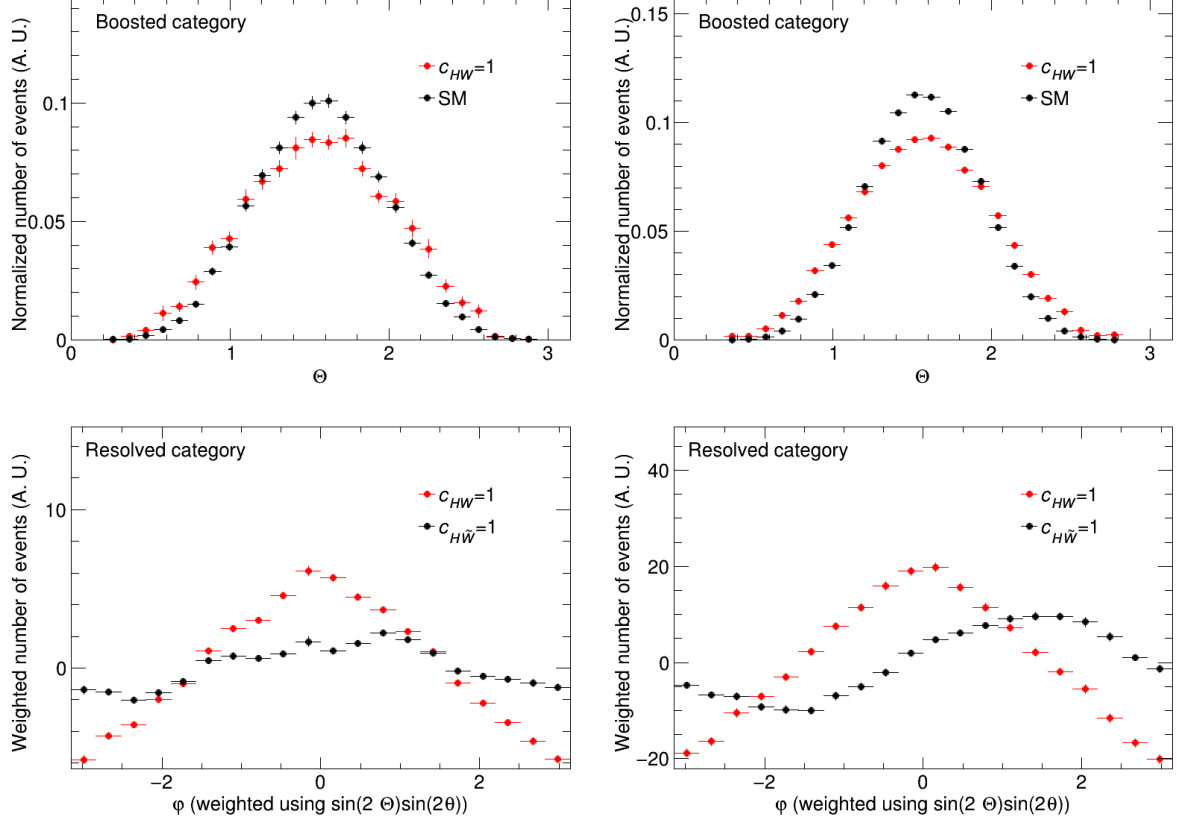 Boosted category
c_HW=1
SM
Normalized number of events (A. U.)
0.1
0.05
0
0 1 2 3
Θ
Boosted category
c_HW=1
SM
Normalized number of events (A. U.)
0.15
0.1
0.05
0
0 1 2 3
Θ
Resolved category
c_HW=1
c_HW̃=1
Weighted number of events (A. U.)
10
0
−2 0 2
φ (weighted using sin(2 Θ)sin(2θ))
Resolved category
c_HW=1
c_HW̃=1
Weighted number of events (A. U.)
40
20
0
−20
−2 0 2
φ (weighted using sin(2 Θ)sin(2θ))